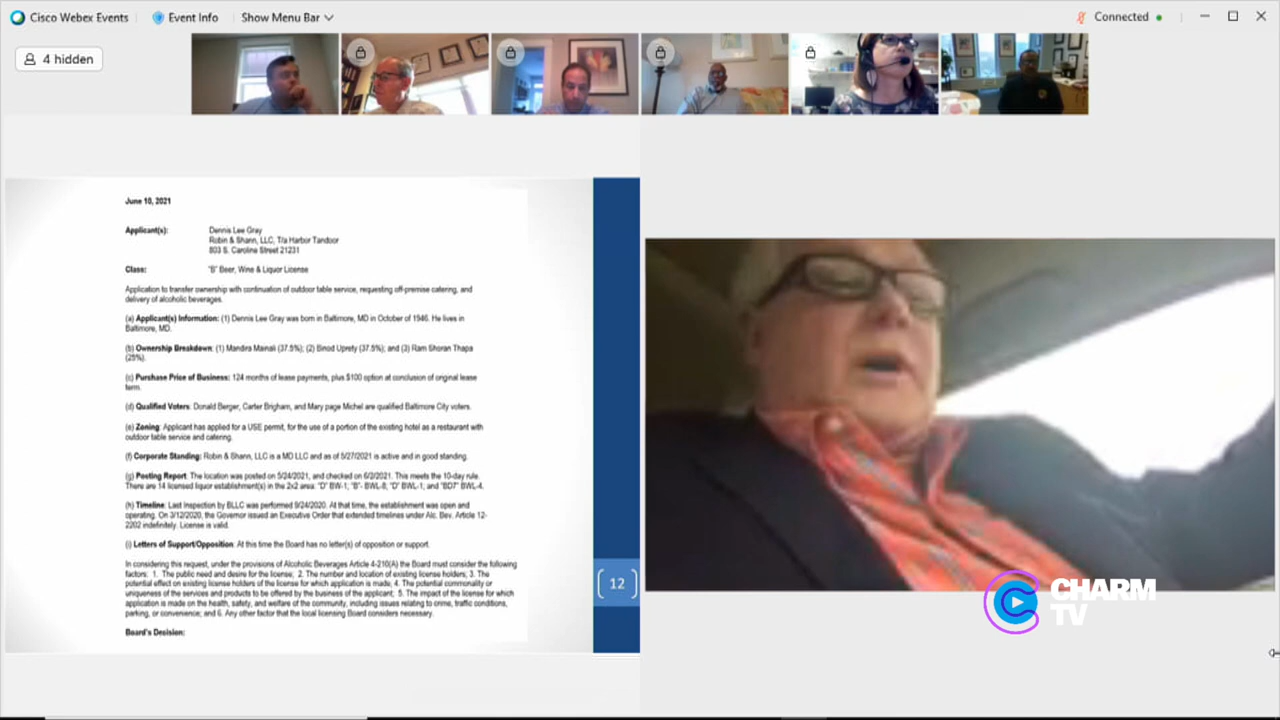 Cisco Webex Events
Event Info
Show Menu Bar
Connected
4 hidden
June 10, 2021
Applicant(s): Dennis Lee Gray
Robin & Shann, LLC, T/a Harbor Tandoor
803 S. Caroline Street 21231
Class: "B" Beer, Wine & Liquor License
Application to transfer ownership with continuation of outdoor table service, requesting off-premise catering, and
delivery of alcoholic beverages.
(a) Applicant(s) Information: (1) Dennis Lee Gray was born in Baltimore, MD in October of 1946. He lives in
Baltimore, MD.
(b) Ownership Breakdown: (1) Mandira Mainali (37.5%); (2) Binod Uprety (37.5%); and (3) Ram Shoran Thapa
(25%).
(c) Purchase Price of Business: 124 months of lease payments, plus $100 option at conclusion of original lease
term.
(d) Qualified Voters: Donald Berger, Carter Brigham, and Mary page Michel are qualified Baltimore City voters.
(e) Zoning: Applicant has applied for a USE permit, for the use of a portion of the existing hotel as a restaurant with
outdoor table service and catering.
(f) Corporate Standing: Robin & Shann, LLC is a MD LLC and as of 5/27/2021 is active and in good standing.
(g) Posting Report: The location was posted on 5/24/2021, and checked on 6/2/2021. This meets the 10-day rule.
There are 14 licensed liquor establishment(s) in the 2x2 area: "D" BW-1; "B"- BWL-8; "D" BWL-1; and "BD7" BWL-4.
(h) Timeline: Last Inspection by BLLC was performed 9/24/2020. At that time, the establishment was open and
operating. On 3/12/2020, the Governor issued an Executive Order that extended timelines under Alc. Bev. Article 12-
2202 indefinitely. License is valid.
(i) Letters of Support/Opposition: At this time the Board has no letter(s) of opposition or support.
In considering this request, under the provisions of Alcoholic Beverages Article 4-210(A) the Board must consider the following
factors: 1. The public need and desire for the license; 2. The number and location of existing license holders; 3. The
potential effect on existing license holders of the license for which application is made; 4. The potential commonality or
uniqueness of the services and products to be offered by the business of the applicant; 5. The impact of the license for which
application is made on the health, safety, and welfare of the community, including issues relating to crime, traffic conditions,
parking, or convenience; and 6. Any other factor that the local licensing Board considers necessary.
Board's Decision:
12
CHARM
TV